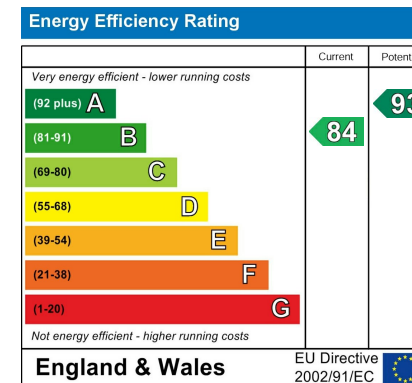 Energy Efficiency Rating
Current Potent
Very energy efficient - lower running costs
(92 plus) A
93
(81-91) B
84
(69-80) C
(55-68) D
(39-54) E
(21-38) F
(1-20) G
Not energy efficient - higher running costs
England & Wales
EU Directive
2002/91/EC